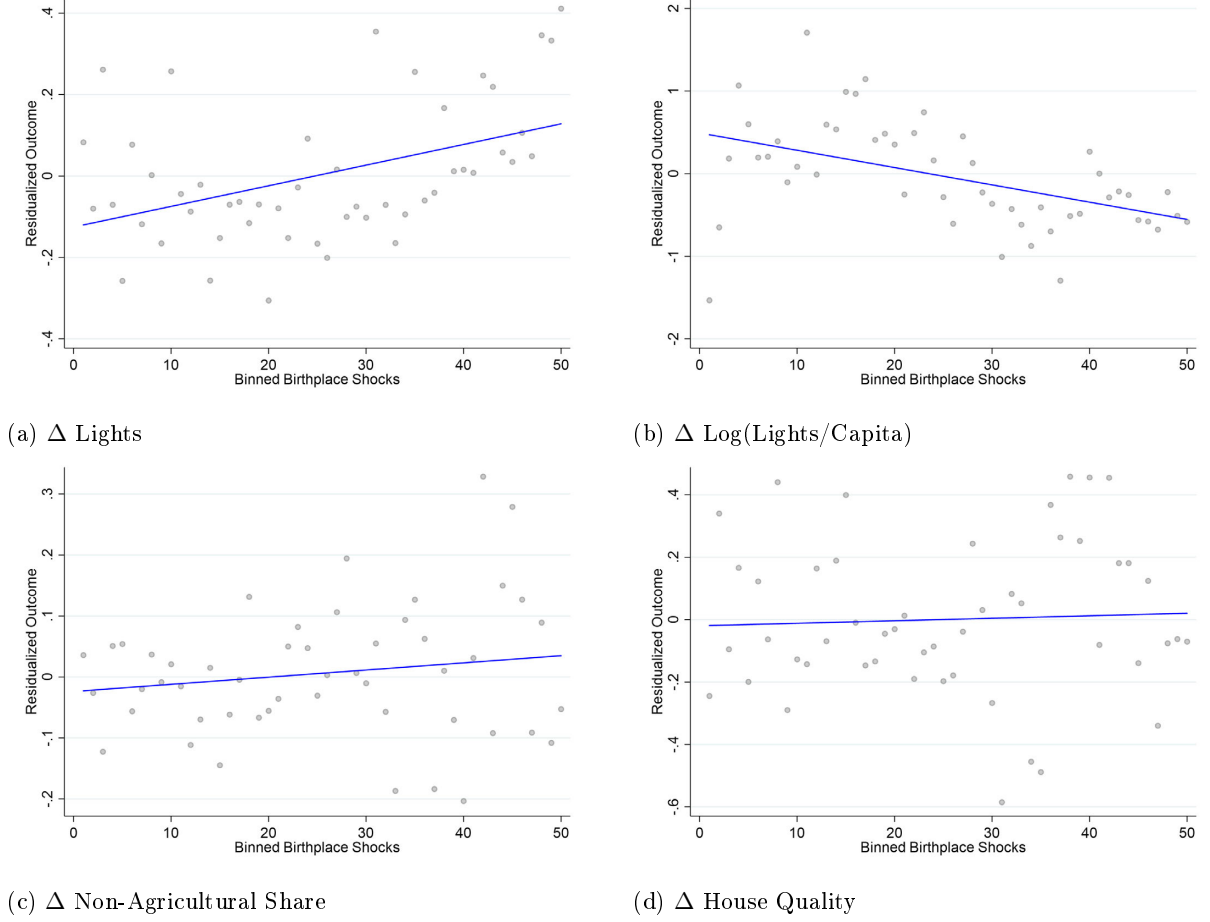 .4
.2
0
-.2
-.4
Residualized Outcome
0 10 20 30 40 50
Binned Birthplace Shocks
(a) Δ Lights
2
1
0
-1
-2
Residualized Outcome
0 10 20 30 40 50
Binned Birthplace Shocks
(b) Δ Log(Lights/Capita)
.3
.2
.1
0
-.1
-.2
Residualized Outcome
0 10 20 30 40 50
Binned Birthplace Shocks
(c) Δ Non-Agricultural Share
.4
.2
0
-.2
-.4
-.6
Residualized Outcome
0 10 20 30 40 50
Binned Birthplace Shocks
(d) Δ House Quality